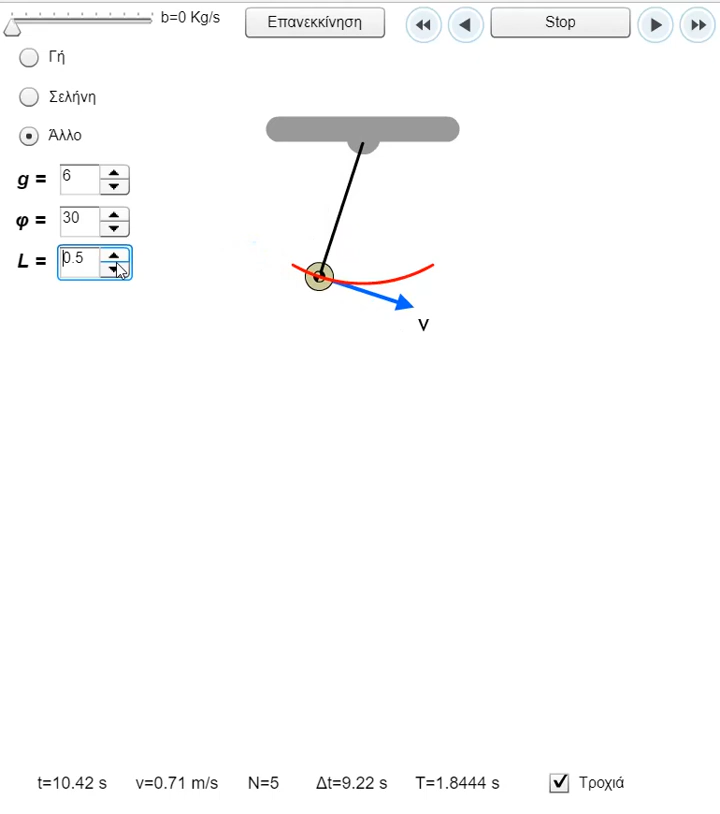 b=0 Kg/s
Επανεκκίνηση
Stop
Γή
Σελήνη
Άλλο
g = 6
φ = 30
L = 0.5
v
t=10.42 s v=0.71 m/s N=5 Δt=9.22 s T=1.8444 s Τροχιά